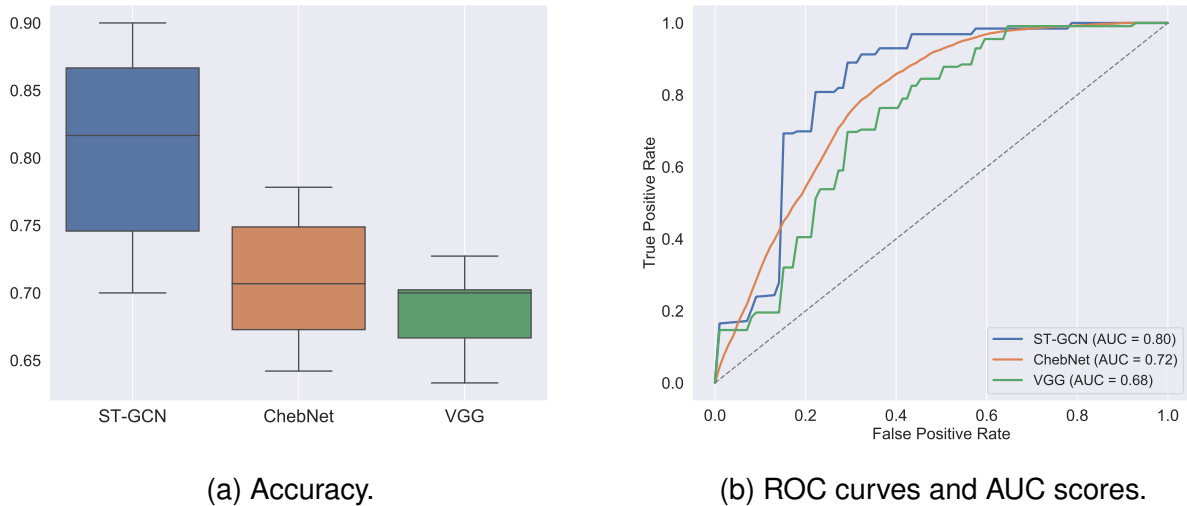 0.90
0.85
0.80
0.75
0.70
0.65
ST-GCN ChebNet VGG
(a) Accuracy.
True Positive Rate
1.0
0.8
0.6
0.4
0.2
0.0
ST-GCN (AUC = 0.80)
ChebNet (AUC = 0.72)
VGG (AUC = 0.68)
0.0 0.2 0.4 0.6 0.8 1.0
False Positive Rate
(b) ROC curves and AUC scores.